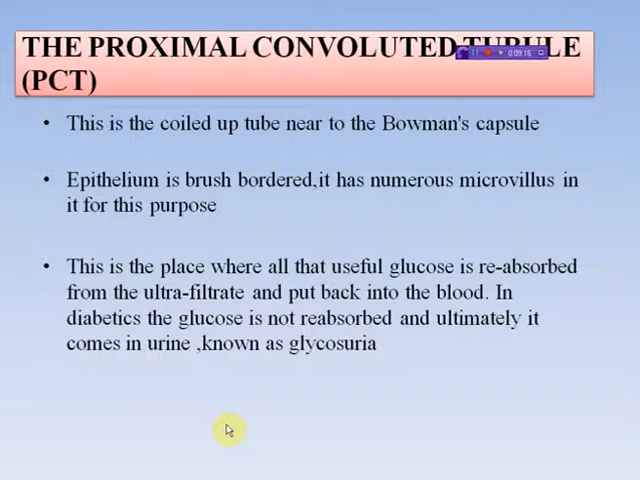 THE PROXIMAL CONVOLUTED TUBULE
0:09:16
(PCT)
• This is the coiled up tube near to the Bowman's capsule
• Epithelium is brush bordered,it has numerous microvillus in
it for this purpose
• This is the place where all that useful glucose is re-absorbed
from the ultra-filtrate and put back into the blood. In
diabetics the glucose is not reabsorbed and ultimately it
comes in urine ,known as glycosuria